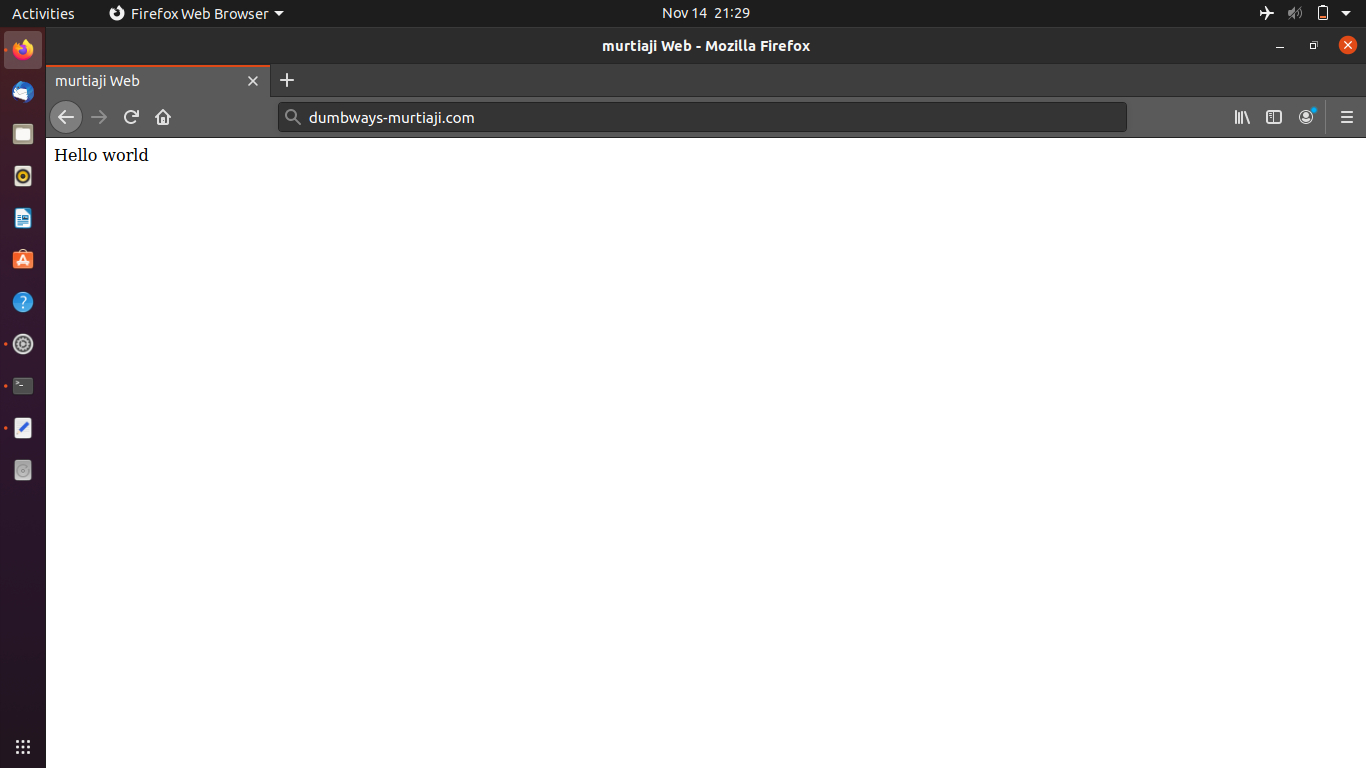 Activities Firefox Web Browser Nov 14 21:29
murtiaji Web - Mozilla Firefox
murtiaji Web
dumbways-murtiaji.com
Hello world